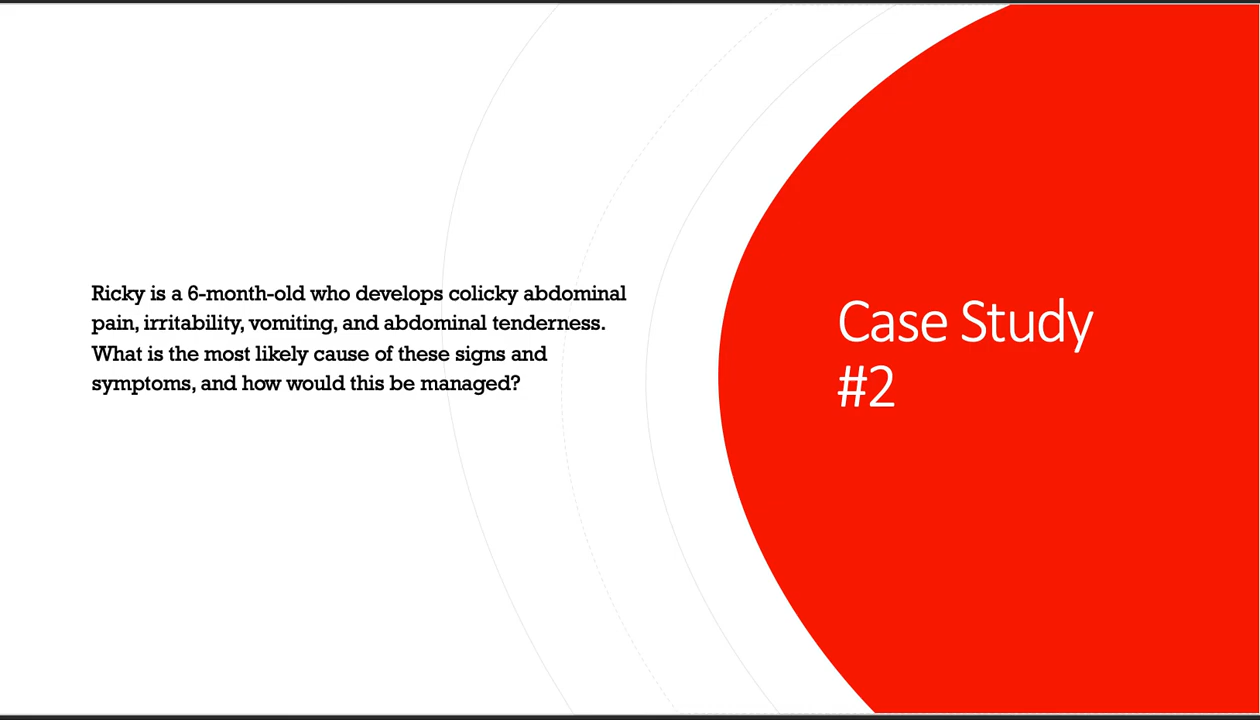 Ricky is a 6-month-old who develops colicky abdominal
pain, irritability, vomiting, and abdominal tenderness.
What is the most likely cause of these signs and
symptoms, and how would this be managed?
Case Study
#2